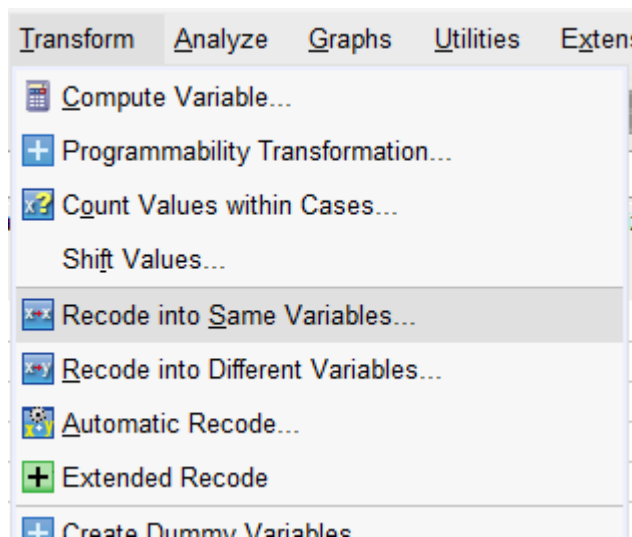 Transform Analyze Graphs Utilities Exten
Compute Variable...
Programmability Transformation...
Count Values within Cases...
Shift Values...
Recode into Same Variables...
Recode into Different Variables...
Automatic Recode...
Extended Recode
Create Dummy Variables